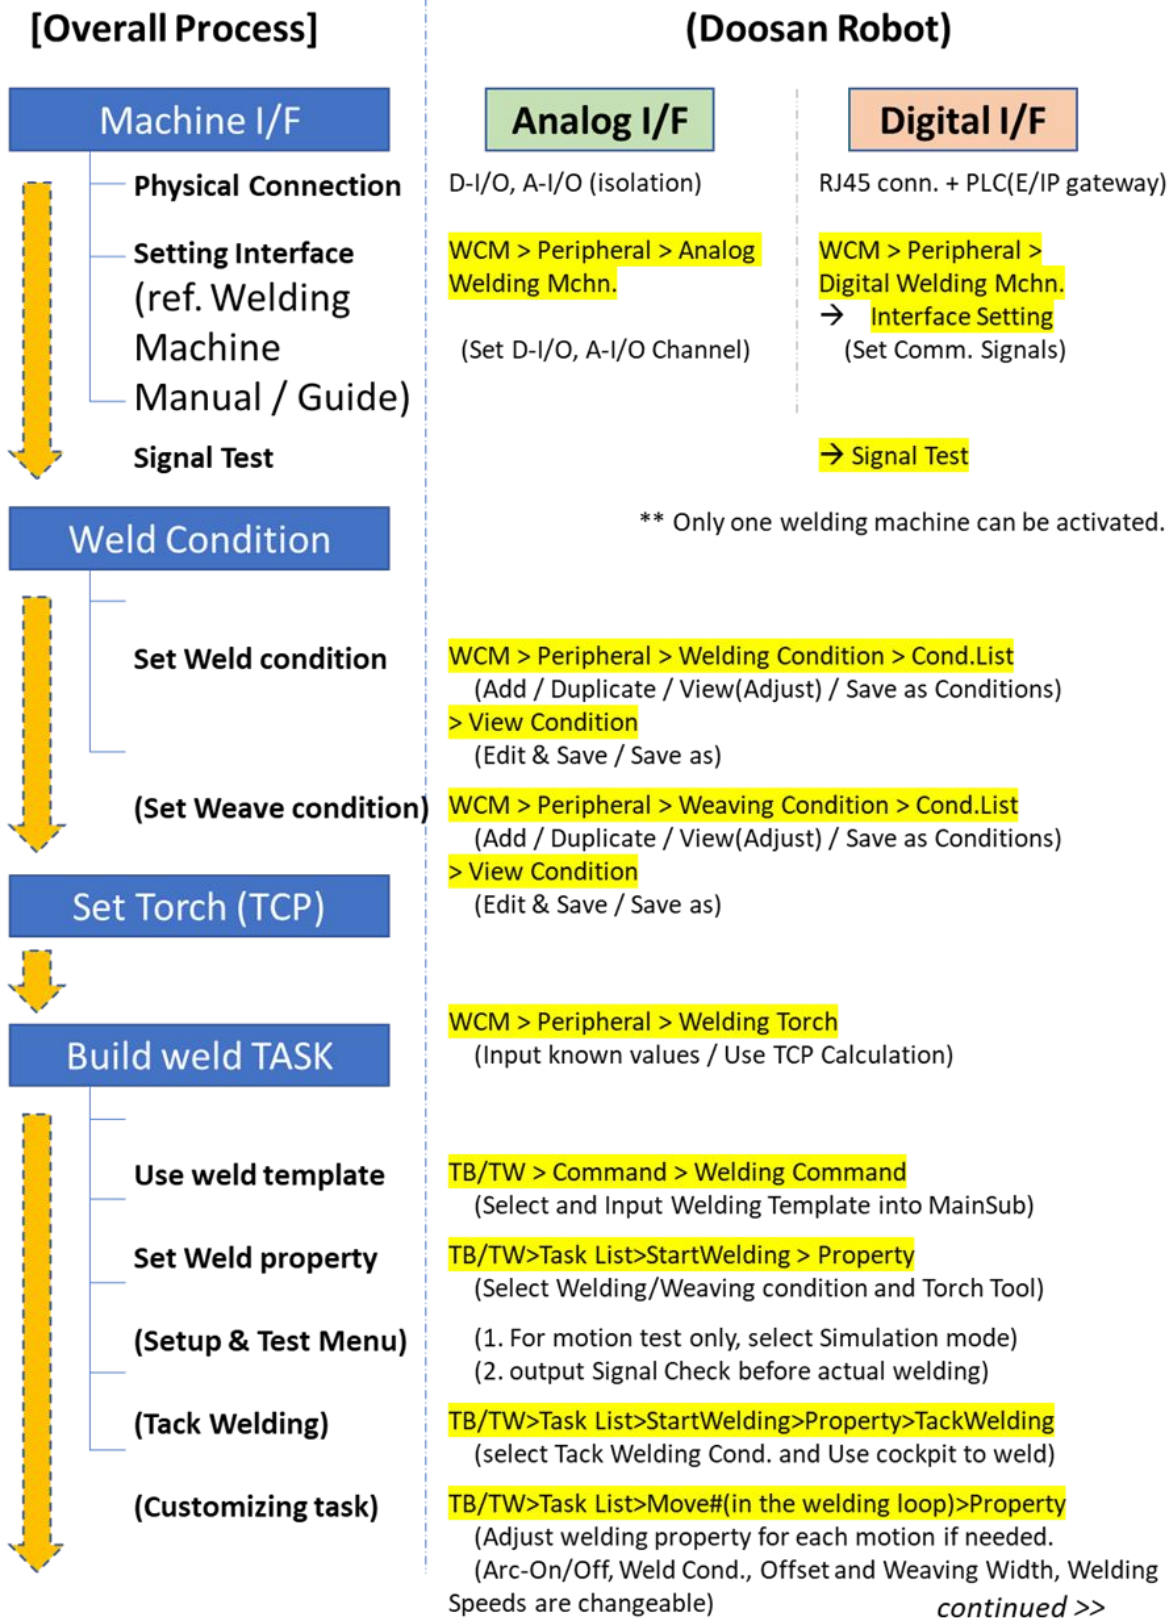 [Overall Process]
(Doosan Robot)
Machine I/F
Analog I/F
Digital I/F
Physical Connection
D-I/O, A-I/O (isolation)
RJ45 conn. + PLC(E/IP gateway)
Setting Interface
(ref. Welding
Machine
Manual / Guide)
WCM > Peripheral > Analog
Welding Mchn.
(Set D-I/O, A-I/O Channel)
WCM > Peripheral >
Digital Welding Mchn.
→ Interface Setting
(Set Comm. Signals)
Signal Test
→ Signal Test
** Only one welding machine can be activated.
Weld Condition
Set Weld condition
WCM > Peripheral > Welding Condition > Cond.List
(Add / Duplicate / View(Adjust) / Save as Conditions)
> View Condition
(Edit & Save / Save as)
(Set Weave condition)
WCM > Peripheral > Weaving Condition > Cond.List
(Add / Duplicate / View(Adjust) / Save as Conditions)
> View Condition
(Edit & Save / Save as)
Set Torch (TCP)
WCM > Peripheral > Welding Torch
(Input known values / Use TCP Calculation)
Build weld TASK
Use weld template
TB/TW > Command > Welding Command
(Select and Input Welding Template into MainSub)
Set Weld property
TB/TW>Task List>StartWelding > Property
(Select Welding/Weaving condition and Torch Tool)
(Setup & Test Menu)
(1. For motion test only, select Simulation mode)
(2. output Signal Check before actual welding)
(Tack Welding)
TB/TW>Task List>StartWelding>Property>TackWelding
(select Tack Welding Cond. and Use cockpit to weld)
(Customizing task)
TB/TW>Task List>Move#(in the welding loop)>Property
(Adjust welding property for each motion if needed.
(Arc-On/Off, Weld Cond., Offset and Weaving Width, Welding
Speeds are changeable)
continued >>